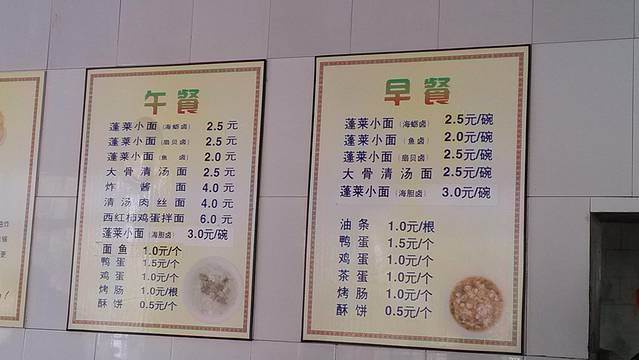 午餐
蓬莱小面（海蛎卤） 2.5 元
蓬莱小面（扇贝卤） 2.5 元
蓬莱小面（鱼 卤） 2.0 元
大骨清汤面 2.5 元
炸酱面 4.0 元
清汤肉丝面 4.0 元
西红柿鸡蛋拌面 6.0 元
蓬莱小面（海胆卤） 3.0元/碗
面鱼 1.0元/个
鸭蛋 1.5元/个
鸡蛋 1.0元/个
烤肠 1.0元/根
酥饼 0.5元/个
早餐
蓬莱小面（海蛎卤） 2.5元/碗
蓬莱小面（鱼 卤） 2.0元/碗
蓬莱小面（扇贝卤） 2.5元/碗
大骨清汤面 2.5元/碗
蓬莱小面（海胆卤） 3.0元/碗
油条 1.0元/根
鸭蛋 1.5元/个
鸡蛋 1.0元/个
茶蛋 1.0元/个
烤肠 1.0元/个
酥饼 0.5元/个